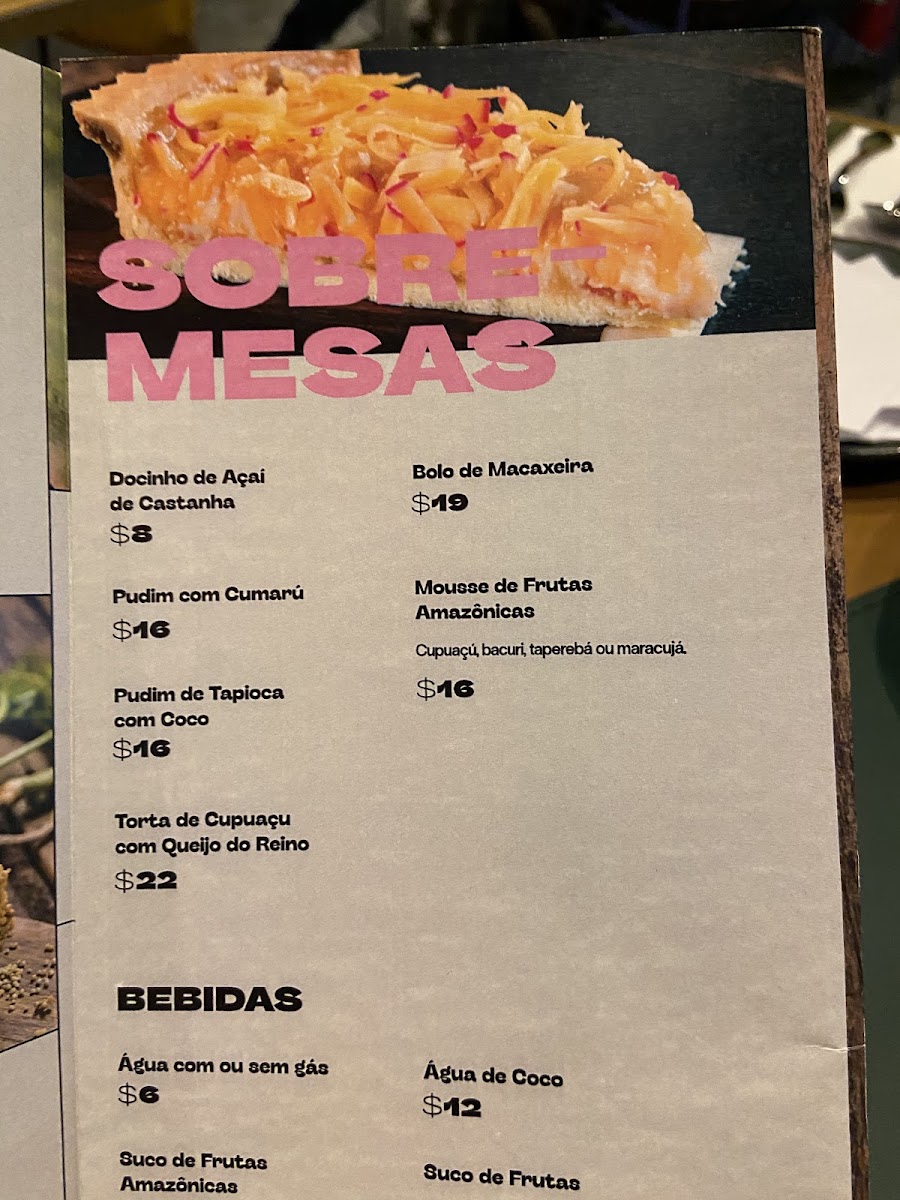 SOBRE-
MESAS
Docinho de Açaí
de Castanha
$8
Pudim com Cumarú
$16
Pudim de Tapioca
com Coco
$16
Torta de Cupuaçu
com Queijo do Reino
$22
Bolo de Macaxeira
$19
Mousse de Frutas
Amazônicas
Cupuaçú, bacuri, taperebá ou maracujá.
$16
BEBIDAS
Água com ou sem gás
$6
Suco de Frutas
Amazônicas
Água de Coco
$12
Suco de Frutas